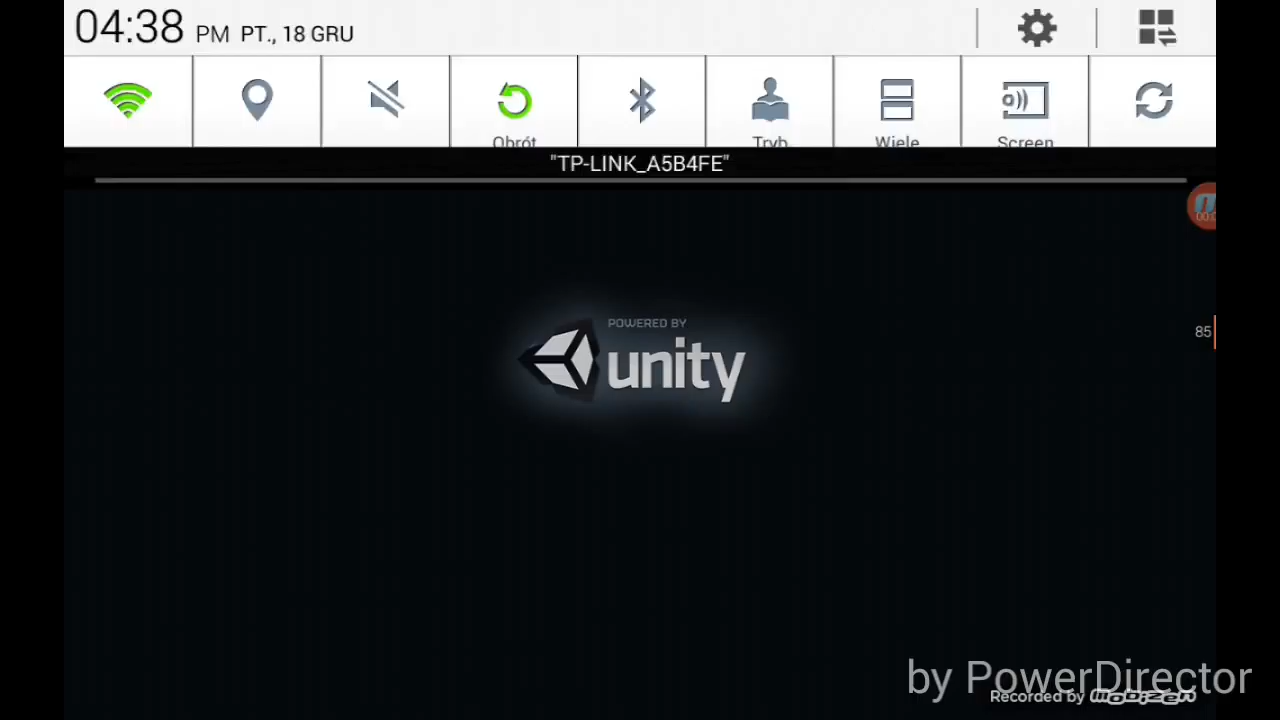 04:38 PM PT., 18 GRU
Obrót
Tryb
Wiele
Screen
"TP-LINK_A5B4FE"
85
POWERED BY
unity
by PowerDirector
Recorded by mobizen